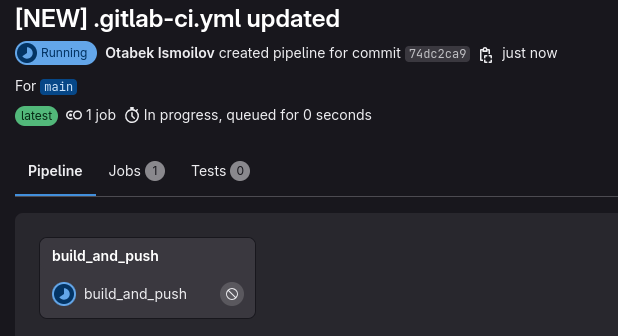 [NEW] .gitlab-ci.yml updated
Running Otabek Ismoilov created pipeline for commit 74dc2ca9 just now
For main
latest 1 job In progress, queued for 0 seconds
Pipeline Jobs 1 Tests 0
build_and_push
build_and_push